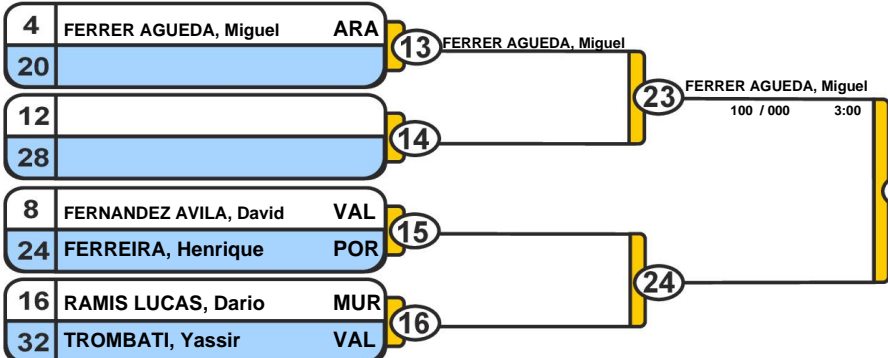 4 FERRER AGUEDA, Miguel ARA
20
13 FERRER AGUEDA, Miguel
12
28
14
23 FERRER AGUEDA, Miguel
100 / 000 3:00
8 FERNANDEZ AVILA, David VAL
24 FERREIRA, Henrique POR
15
16 RAMIS LUCAS, Dario MUR
32 TROMBATI, Yassir VAL
16
24